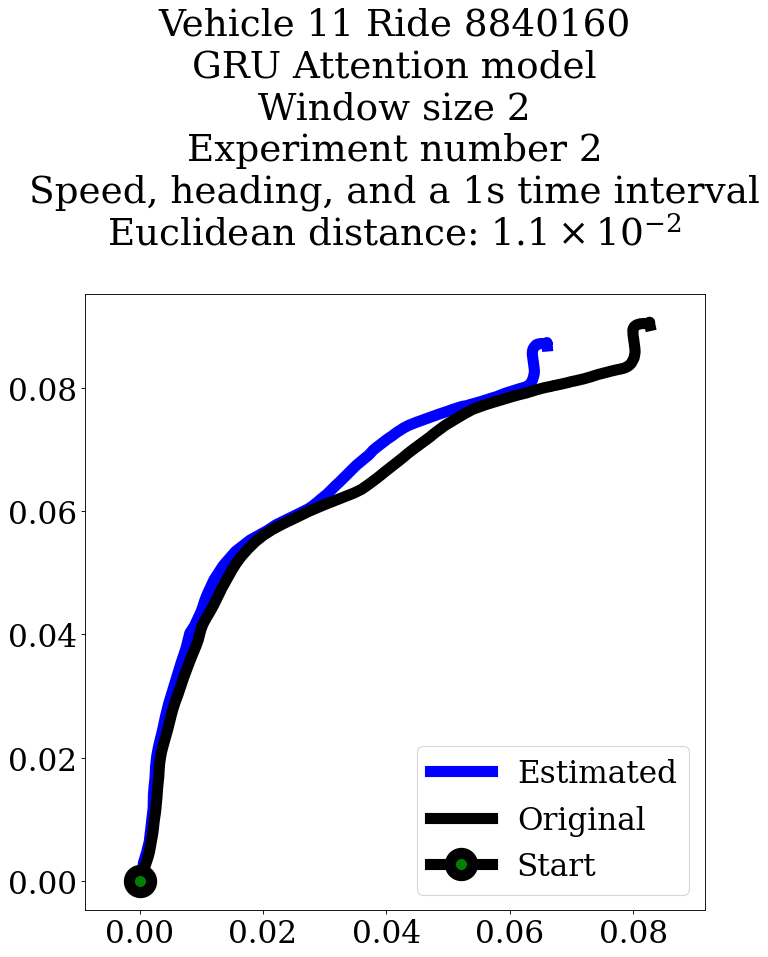 Vehicle 11 Ride 8840160
GRU Attention model
Window size 2
Experiment number 2
Speed, heading, and a 1s time interval
Euclidean distance: 1.1 × 10⁻²
0.08
0.06
0.04
0.02
0.00
Estimated
Original
Start
0.00 0.02 0.04 0.06 0.08